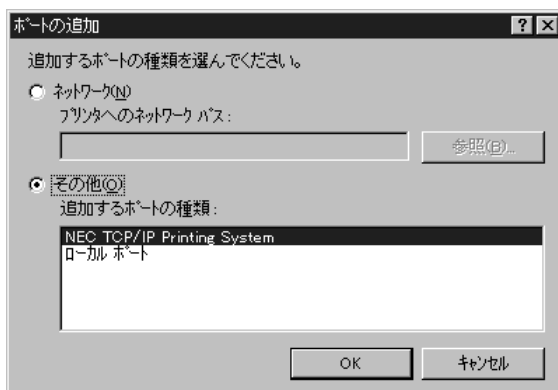 ﾎﾟｰﾄの追加
追加するﾎﾟｰﾄの種類を選んでください。
ﾈｯﾄﾜｰｸ(N)
ﾌﾟﾘﾝﾀへのﾈｯﾄﾜｰｸ ﾊﾟｽ:
参照(B)...
その他(O)
追加するﾎﾟｰﾄの種類:
NEC TCP/IP Printing System
ﾛｰｶﾙ ﾎﾟｰﾄ
OK
ｷｬﾝｾﾙ